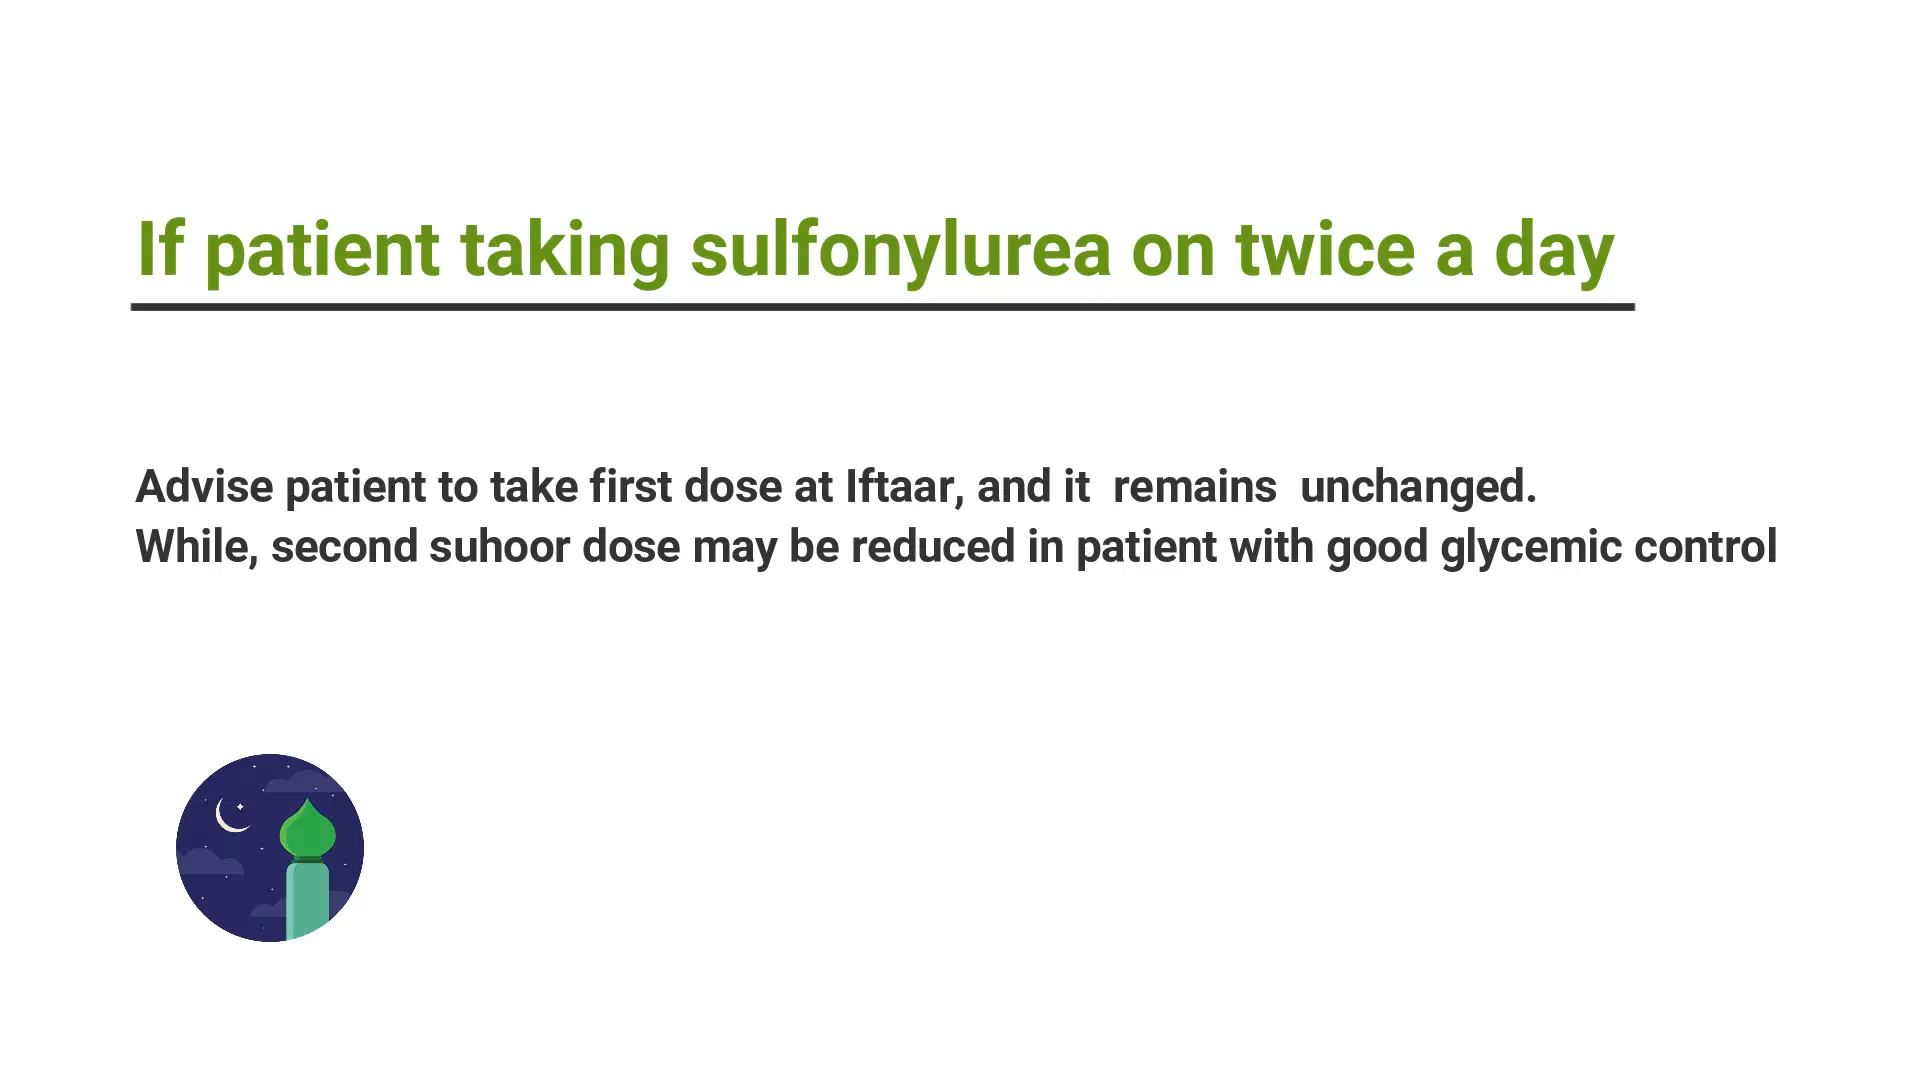 If patient taking sulfonylurea on twice a day
Advise patient to take first dose at Iftaar, and it  remains  unchanged.
While, second suhoor dose may be reduced in patient with good glycemic control